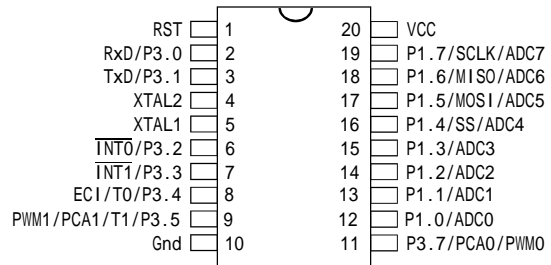 RST 1 20 VCC
RxD/P3.0 2 19 P1.7/SCLK/ADC7
TxD/P3.1 3 18 P1.6/MISO/ADC6
XTAL2 4 17 P1.5/MOSI/ADC5
XTAL1 5 16 P1.4/SS/ADC4
INT0/P3.2 6 15 P1.3/ADC3
INT1/P3.3 7 14 P1.2/ADC2
ECI/T0/P3.4 8 13 P1.1/ADC1
PWM1/PCA1/T1/P3.5 9 12 P1.0/ADC0
Gnd 10 11 P3.7/PCA0/PWM0